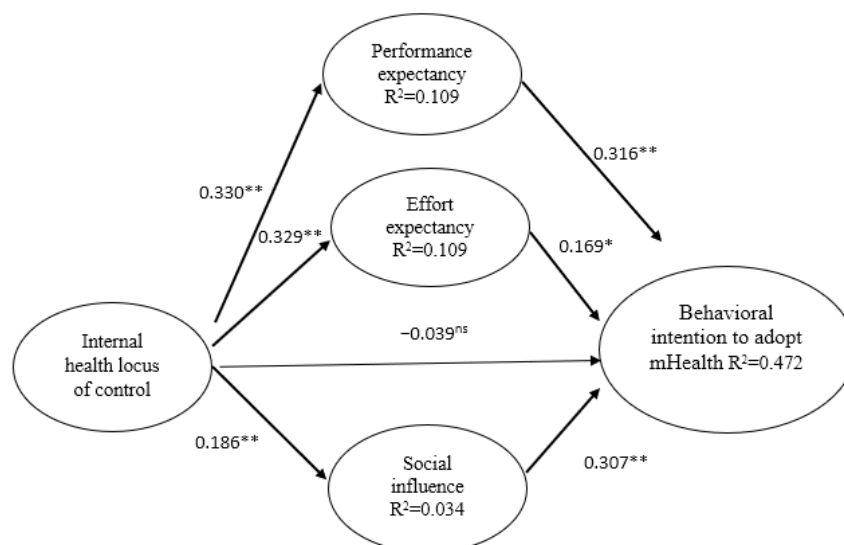 Performance
expectancy
R²=0.109
0.316**
0.330**
Effort
expectancy
R²=0.109
0.329**
0.169*
Behavioral
intention to adopt
mHealth R²=0.472
Internal
health locus
of control
−0.039ⁿˢ
0.186**
Social
influence
R²=0.034
0.307**